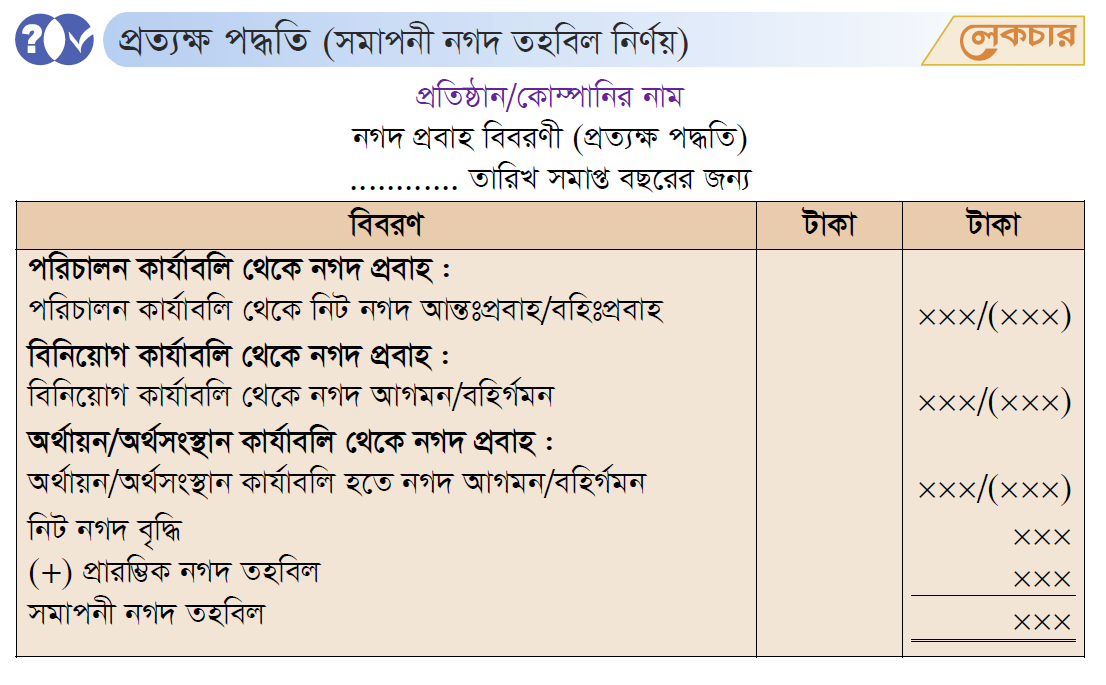 প্রত্যক্ষ পদ্ধতি (সমাপনী নগদ তহবিল নির্ণয়)
লেকচার
প্রতিষ্ঠান/কোম্পানির নাম
নগদ প্রবাহ বিবরণী (প্রত্যক্ষ পদ্ধতি)
............ তারিখ সমাপ্ত বছরের জন্য
বিবরণ টাকা টাকা
পরিচালন কার্যাবলি থেকে নগদ প্রবাহ :
পরিচালন কার্যাবলি থেকে নিট নগদ আন্তঃপ্রবাহ/বহিঃপ্রবাহ ×××/(×××)
বিনিয়োগ কার্যাবলি থেকে নগদ প্রবাহ :
বিনিয়োগ কার্যাবলি থেকে নগদ আগমন/বহির্গমন ×××/(×××)
অর্থায়ন/অর্থসংস্থান কার্যাবলি থেকে নগদ প্রবাহ :
অর্থায়ন/অর্থসংস্থান কার্যাবলি হতে নগদ আগমন/বহির্গমন ×××/(×××)
নিট নগদ বৃদ্ধি ×××
(+) প্রারম্ভিক নগদ তহবিল ×××
সমাপনী নগদ তহবিল ×××